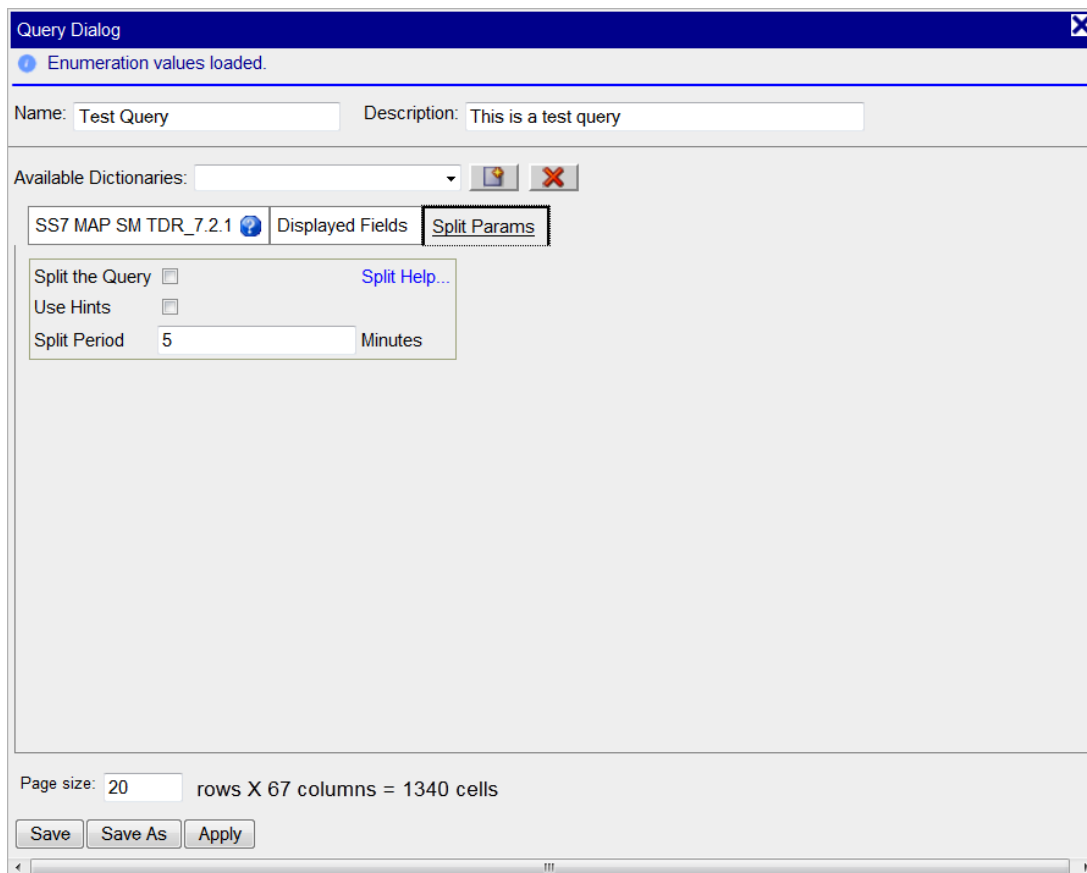 Query Dialog
Enumeration values loaded.
Name: Test Query Description: This is a test query
Available Dictionaries:
SS7 MAP SM TDR_7.2.1 Displayed Fields Split Params
Split the Query Split Help...
Use Hints
Split Period 5 Minutes
Page size: 20 rows X 67 columns = 1340 cells
Save Save As Apply